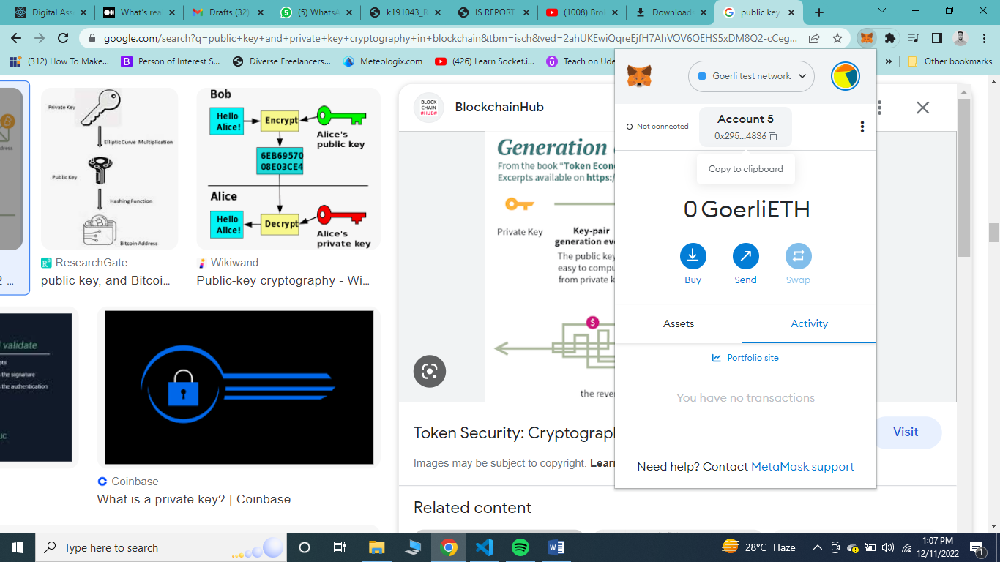 Digital Ass
What's rea
Drafts (32)
(5) WhatsA
k191043_R
IS REPORT
(1008) Bro
Downloads
public key
google.com/search?q=public+key+and+private+key+cryptography+in+blockchain&tbm=isch&ved=2ahUKEwiQqreEjfH7AhVOV6QEHS5xDM8Q2-cCeg...
(312) How To Make...
Person of Interest S...
Diverse Freelancers...
Meteologix.com
(426) Learn Socket.i...
Teach on Ude
»
Other bookmarks
dress
2 ...
Private Key
Elliptic Curve Multiplication
Public Key
Hashing Function
Bitcoin Address
ResearchGate
public key, and Bitcoi...
Bob
Hello
Alice!
Encrypt
Alice's
public key
6EB69570
08E03CE4
Alice
Hello
Alice!
Decrypt
Alice's
private key
Wikiwand
Public-key cryptography - Wi...
validate
the signature
the authentication
Coinbase
What is a private key? | Coinbase
BLOCK
CHAIN
#HUB#
BlockchainHub
Generation
From the book "Token Econ
Excerpts available on https:/
Private Key
Key-pair
generation eve
The public key
easy to compu
from private k
$
the rever
Token Security: Cryptograph
Visit
Images may be subject to copyright. Learn
Related content
Goerli test network
Not connected
Account 5
0x295...4836
Copy to clipboard
0 GoerliETH
Buy
Send
Swap
Assets
Activity
Portfolio site
You have no transactions
Need help? Contact MetaMask support
Type here to search
28°C Haze
1:07 PM
12/11/2022
1